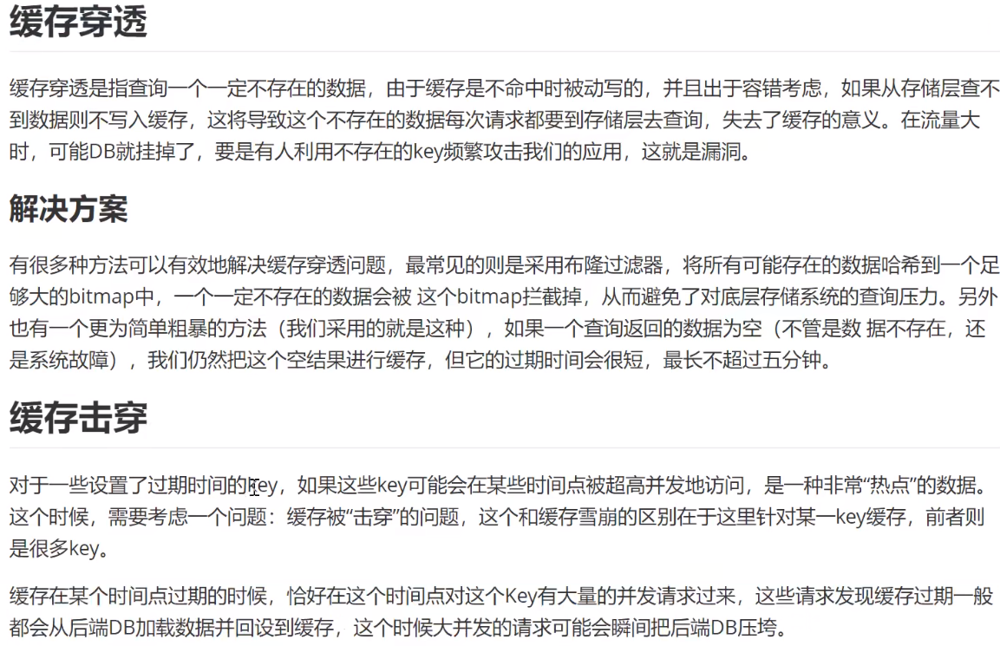 缓存穿透
缓存穿透是指查询一个一定不存在的数据，由于缓存是不命中时被动写的，并且出于容错考虑，如果从存储层查不
到数据则不写入缓存，这将导致这个不存在的数据每次请求都要到存储层去查询，失去了缓存的意义。在流量大
时，可能DB就挂掉了，要是有人利用不存在的key频繁攻击我们的应用，这就是漏洞。
解决方案
有很多种方法可以有效地解决缓存穿透问题，最常见的则是采用布隆过滤器，将所有可能存在的数据哈希到一个足
够大的bitmap中，一个一定不存在的数据会被 这个bitmap拦截掉，从而避免了对底层存储系统的查询压力。另外
也有一个更为简单粗暴的方法（我们采用的就是这种），如果一个查询返回的数据为空（不管是数 据不存在，还
是系统故障），我们仍然把这个空结果进行缓存，但它的过期时间会很短，最长不超过五分钟。
缓存击穿
对于一些设置了过期时间的key，如果这些key可能会在某些时间点被超高并发地访问，是一种非常“热点”的数据。
这个时候，需要考虑一个问题：缓存被“击穿”的问题，这个和缓存雪崩的区别在于这里针对某一key缓存，前者则
是很多key。
缓存在某个时间点过期的时候，恰好在这个时间点对这个Key有大量的并发请求过来，这些请求发现缓存过期一般
都会从后端DB加载数据并回设到缓存，这个时候大并发的请求可能会瞬间把后端DB压垮。